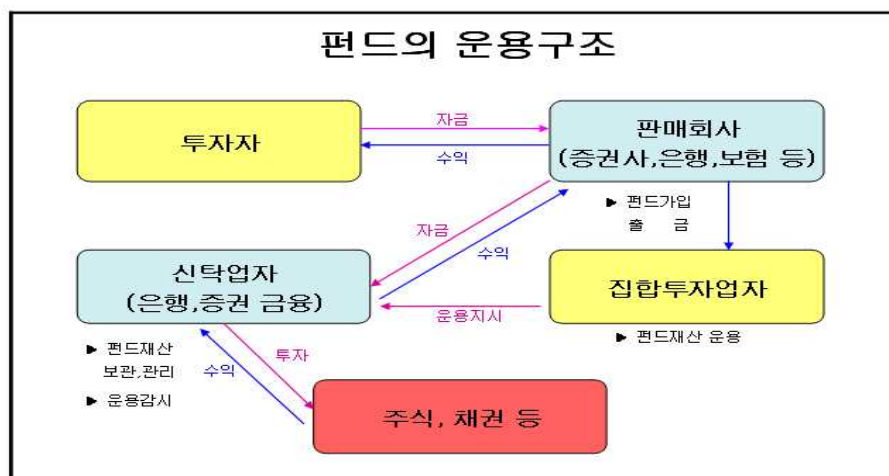 펀드의 운용구조
투자자
자금
수익
판매회사
(증권사,은행,보험 등)
▶ 펀드가입
출 금
자금
수익
신탁업자
(은행,증권 금융)
운용지시
집합투자업자
▶ 펀드재산 운용
▶ 펀드재산
보관,관리
▶ 운용감시
수익
투자
주식, 채권 등